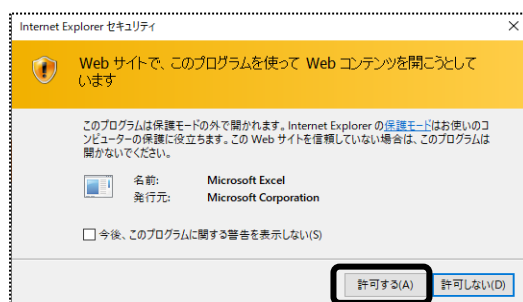 Internet Explorer セキュリティ
Web サイトで、このプログラムを使って Web コンテンツを開こうとして
います
このプログラムは保護モードの外で開かれます。Internet Explorer の保護モードはお使いのコ
ンピューターの保護に役立ちます。この Web サイトを信頼していない場合は、このプログラムは
開かないでください。
名前: Microsoft Excel
発行元: Microsoft Corporation
今後、このプログラムに関する警告を表示しない(S)
許可する(A) 許可しない(D)